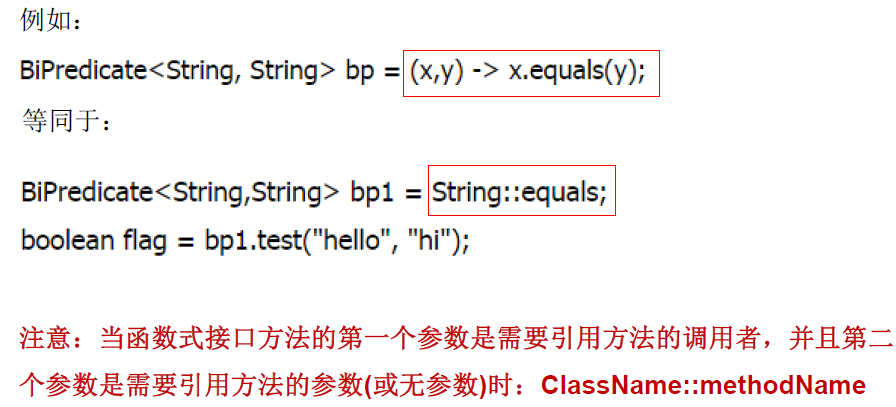 例如：
BiPredicate<String, String> bp = (x,y) -> x.equals(y);
等同于：
BiPredicate<String,String> bp1 = String::equals;
boolean flag = bp1.test("hello", "hi");
注意：当函数式接口方法的第一个参数是需要引用方法的调用者，并且第二
个参数是需要引用方法的参数(或无参数)时：ClassName::methodName